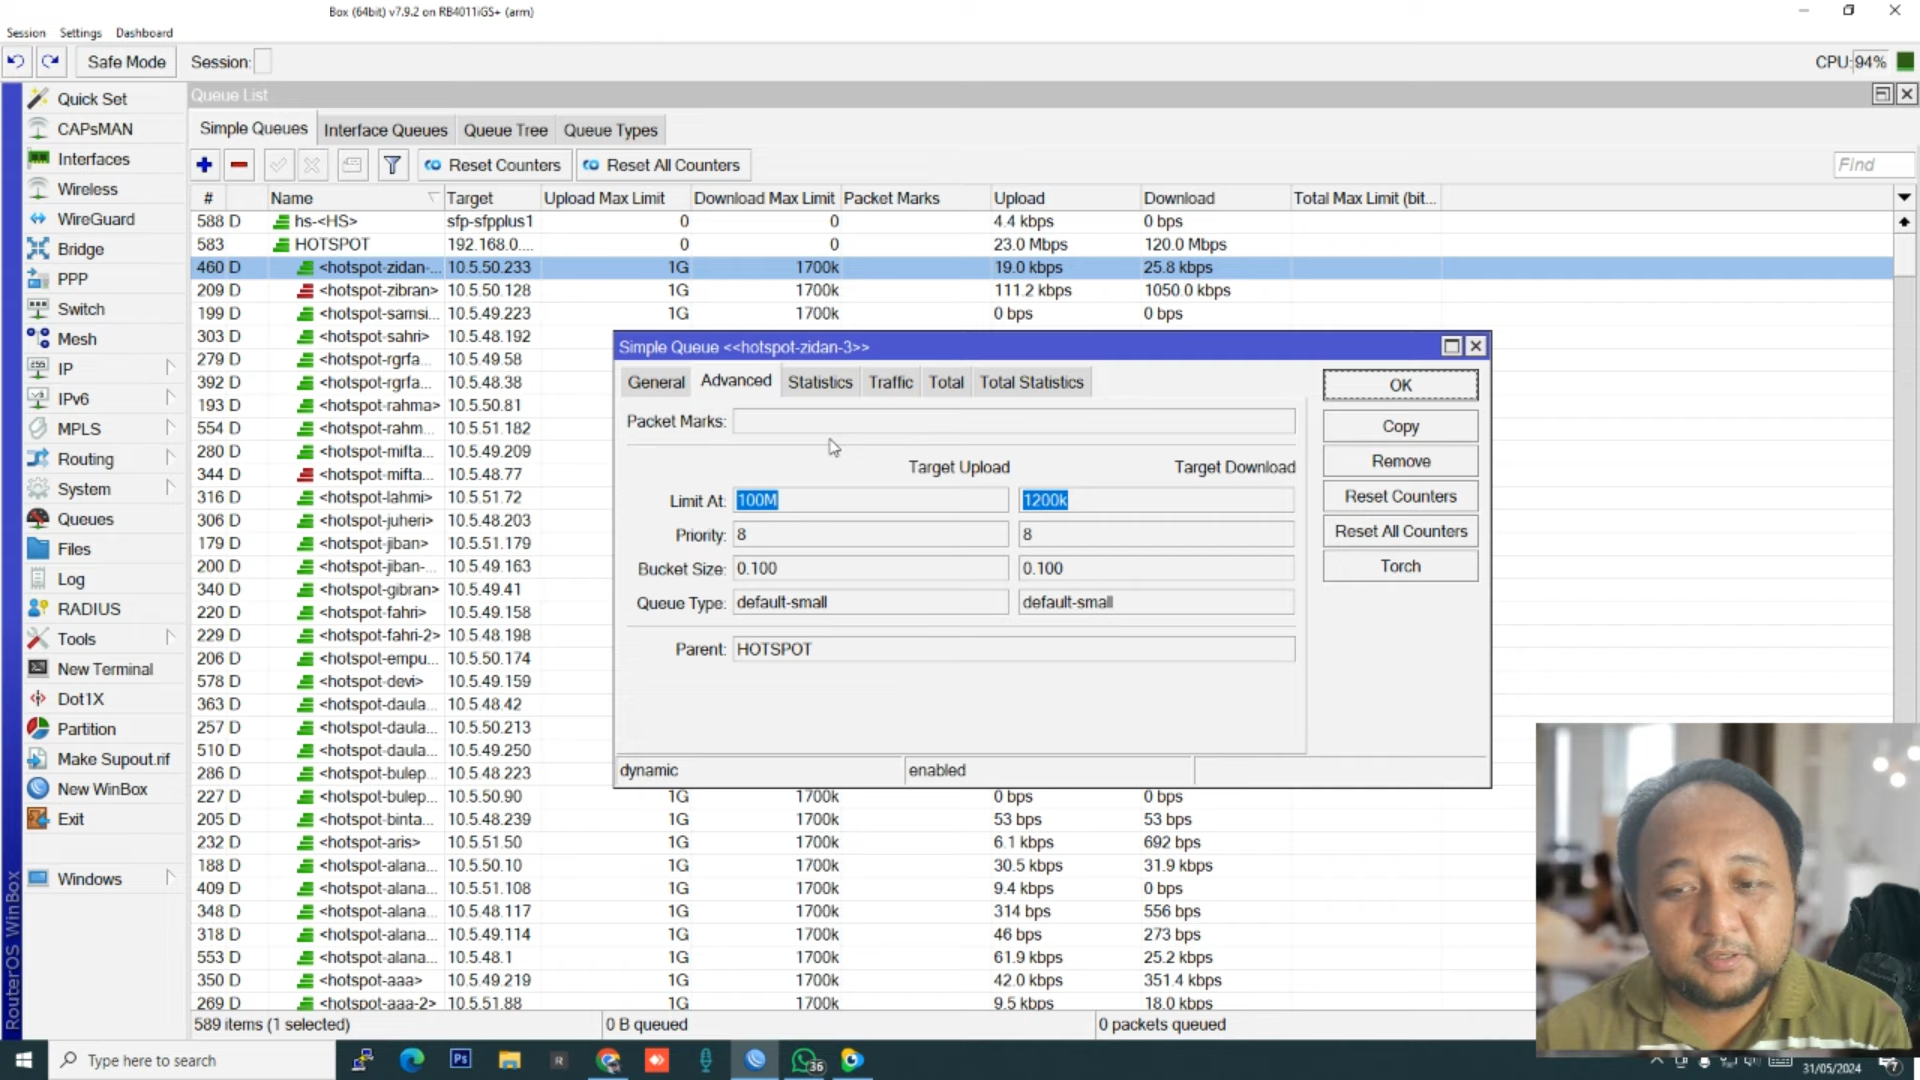 Box (64bit) v7.9.2 on RB4011iGS+ (arm)
Session Settings Dashboard
Safe Mode Session: CPU: 94%
Quick Set
CAPsMAN
Interfaces
Wireless
WireGuard
Bridge
PPP
Switch
Mesh
IP
IPv6
MPLS
Routing
System
Queues
Files
Log
RADIUS
Tools
New Terminal
Dot1X
Partition
Make Supout.rif
New WinBox
Exit
Windows
RouterOS WinBox
Queue List
Simple Queues Interface Queues Queue Tree Queue Types
Reset Counters Reset All Counters Find
# Name Target Upload Max Limit Download Max Limit Packet Marks Upload Download Total Max Limit (bit...
588 D hs-<HS> sfp-sfpplus1 0 0 4.4 kbps 0 bps
583 HOTSPOT 192.168.0.... 0 0 23.0 Mbps 120.0 Mbps
460 D <hotspot-zidan-... 10.5.50.233 1G 1700k 19.0 kbps 25.8 kbps
209 D <hotspot-zibran> 10.5.50.128 1G 1700k 111.2 kbps 1050.0 kbps
199 D <hotspot-samsi... 10.5.49.223 1G 1700k 0 bps 0 bps
303 D <hotspot-sahri> 10.5.48.192
279 D <hotspot-rgrfa... 10.5.49.58
392 D <hotspot-rgrfa... 10.5.48.38
193 D <hotspot-rahma> 10.5.50.81
554 D <hotspot-rahm... 10.5.51.182
280 D <hotspot-mifta... 10.5.49.209
344 D <hotspot-mifta... 10.5.48.77
316 D <hotspot-lahmi> 10.5.51.72
306 D <hotspot-juheri> 10.5.48.203
179 D <hotspot-jiban> 10.5.51.179
200 D <hotspot-jiban-... 10.5.49.163
340 D <hotspot-gibran> 10.5.49.41
220 D <hotspot-fahri> 10.5.49.158
229 D <hotspot-fahri-2> 10.5.48.198
206 D <hotspot-empu... 10.5.50.174
578 D <hotspot-devi> 10.5.49.159
363 D <hotspot-daula... 10.5.48.42
257 D <hotspot-daula... 10.5.50.213
510 D <hotspot-daula... 10.5.49.250
286 D <hotspot-bulep... 10.5.48.223
227 D <hotspot-bulep... 10.5.50.90 1G 1700k 0 bps 0 bps
205 D <hotspot-binta... 10.5.48.239 1G 1700k 53 bps 53 bps
232 D <hotspot-aris> 10.5.51.50 1G 1700k 6.1 kbps 692 bps
188 D <hotspot-alana... 10.5.50.10 1G 1700k 30.5 kbps 31.9 kbps
409 D <hotspot-alana... 10.5.51.108 1G 1700k 9.4 kbps 0 bps
348 D <hotspot-alana... 10.5.48.117 1G 1700k 314 bps 556 bps
318 D <hotspot-alana... 10.5.49.114 1G 1700k 46 bps 273 bps
553 D <hotspot-alana... 10.5.48.1 1G 1700k 61.9 kbps 25.2 kbps
350 D <hotspot-aaa> 10.5.49.219 1G 1700k 42.0 kbps 351.4 kbps
269 D <hotspot-aaa-2> 10.5.51.88 1G 1700k 9.5 kbps 18.0 kbps
589 items (1 selected) 0 B queued 0 packets queued
Simple Queue <<hotspot-zidan-3>>
General Advanced Statistics Traffic Total Total Statistics
Packet Marks:
Target Upload Target Download
Limit At: 100M 1200k
Priority: 8 8
Bucket Size: 0.100 0.100
Queue Type: default-small default-small
Parent: HOTSPOT
dynamic enabled
OK
Copy
Remove
Reset Counters
Reset All Counters
Torch
Type here to search
Ps
R
36
31/05/2024
7